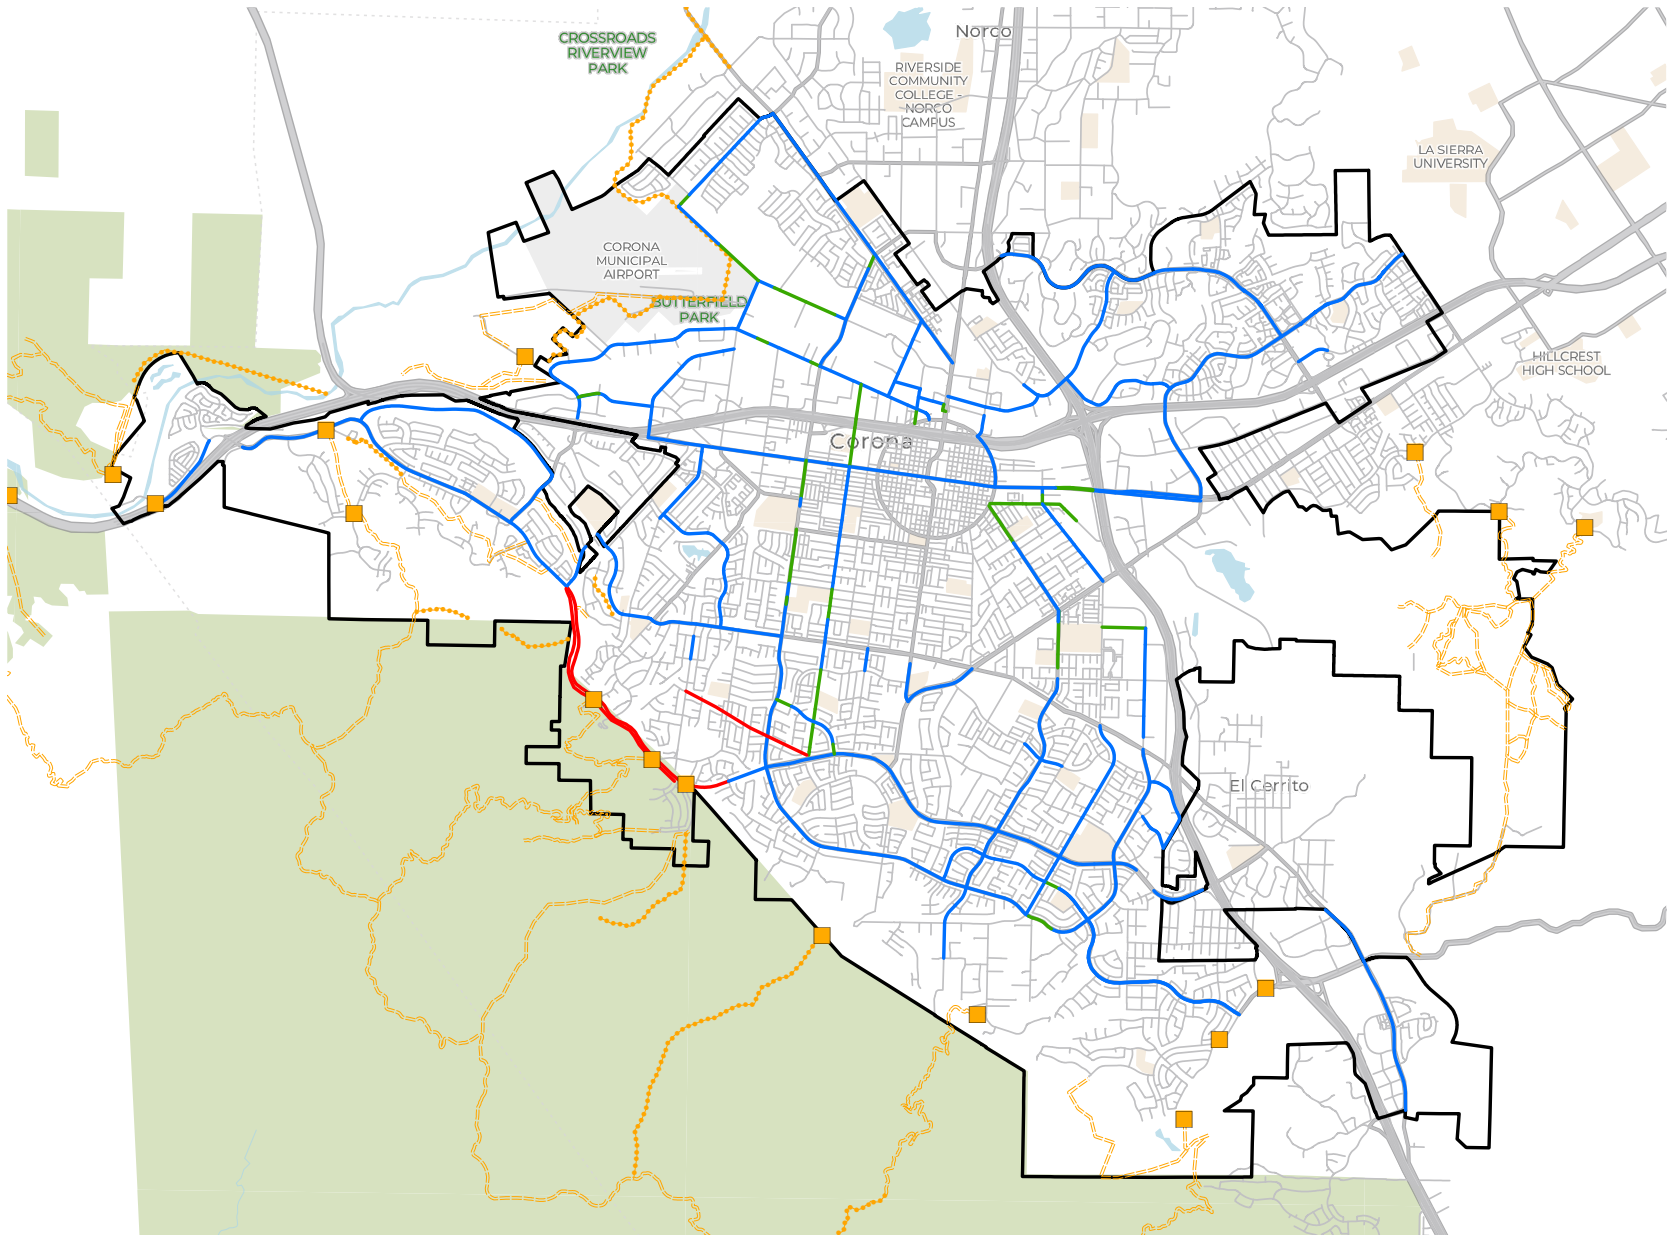 Norco
CROSSROADS
RIVERVIEW
PARK
RIVERSIDE
COMMUNITY
COLLEGE -
NORCO
CAMPUS
LA SIERRA
UNIVERSITY
CORONA
MUNICIPAL
AIRPORT
BUTTERFIELD
PARK
HILLCREST
HIGH SCHOOL
Corona
El Cerrito